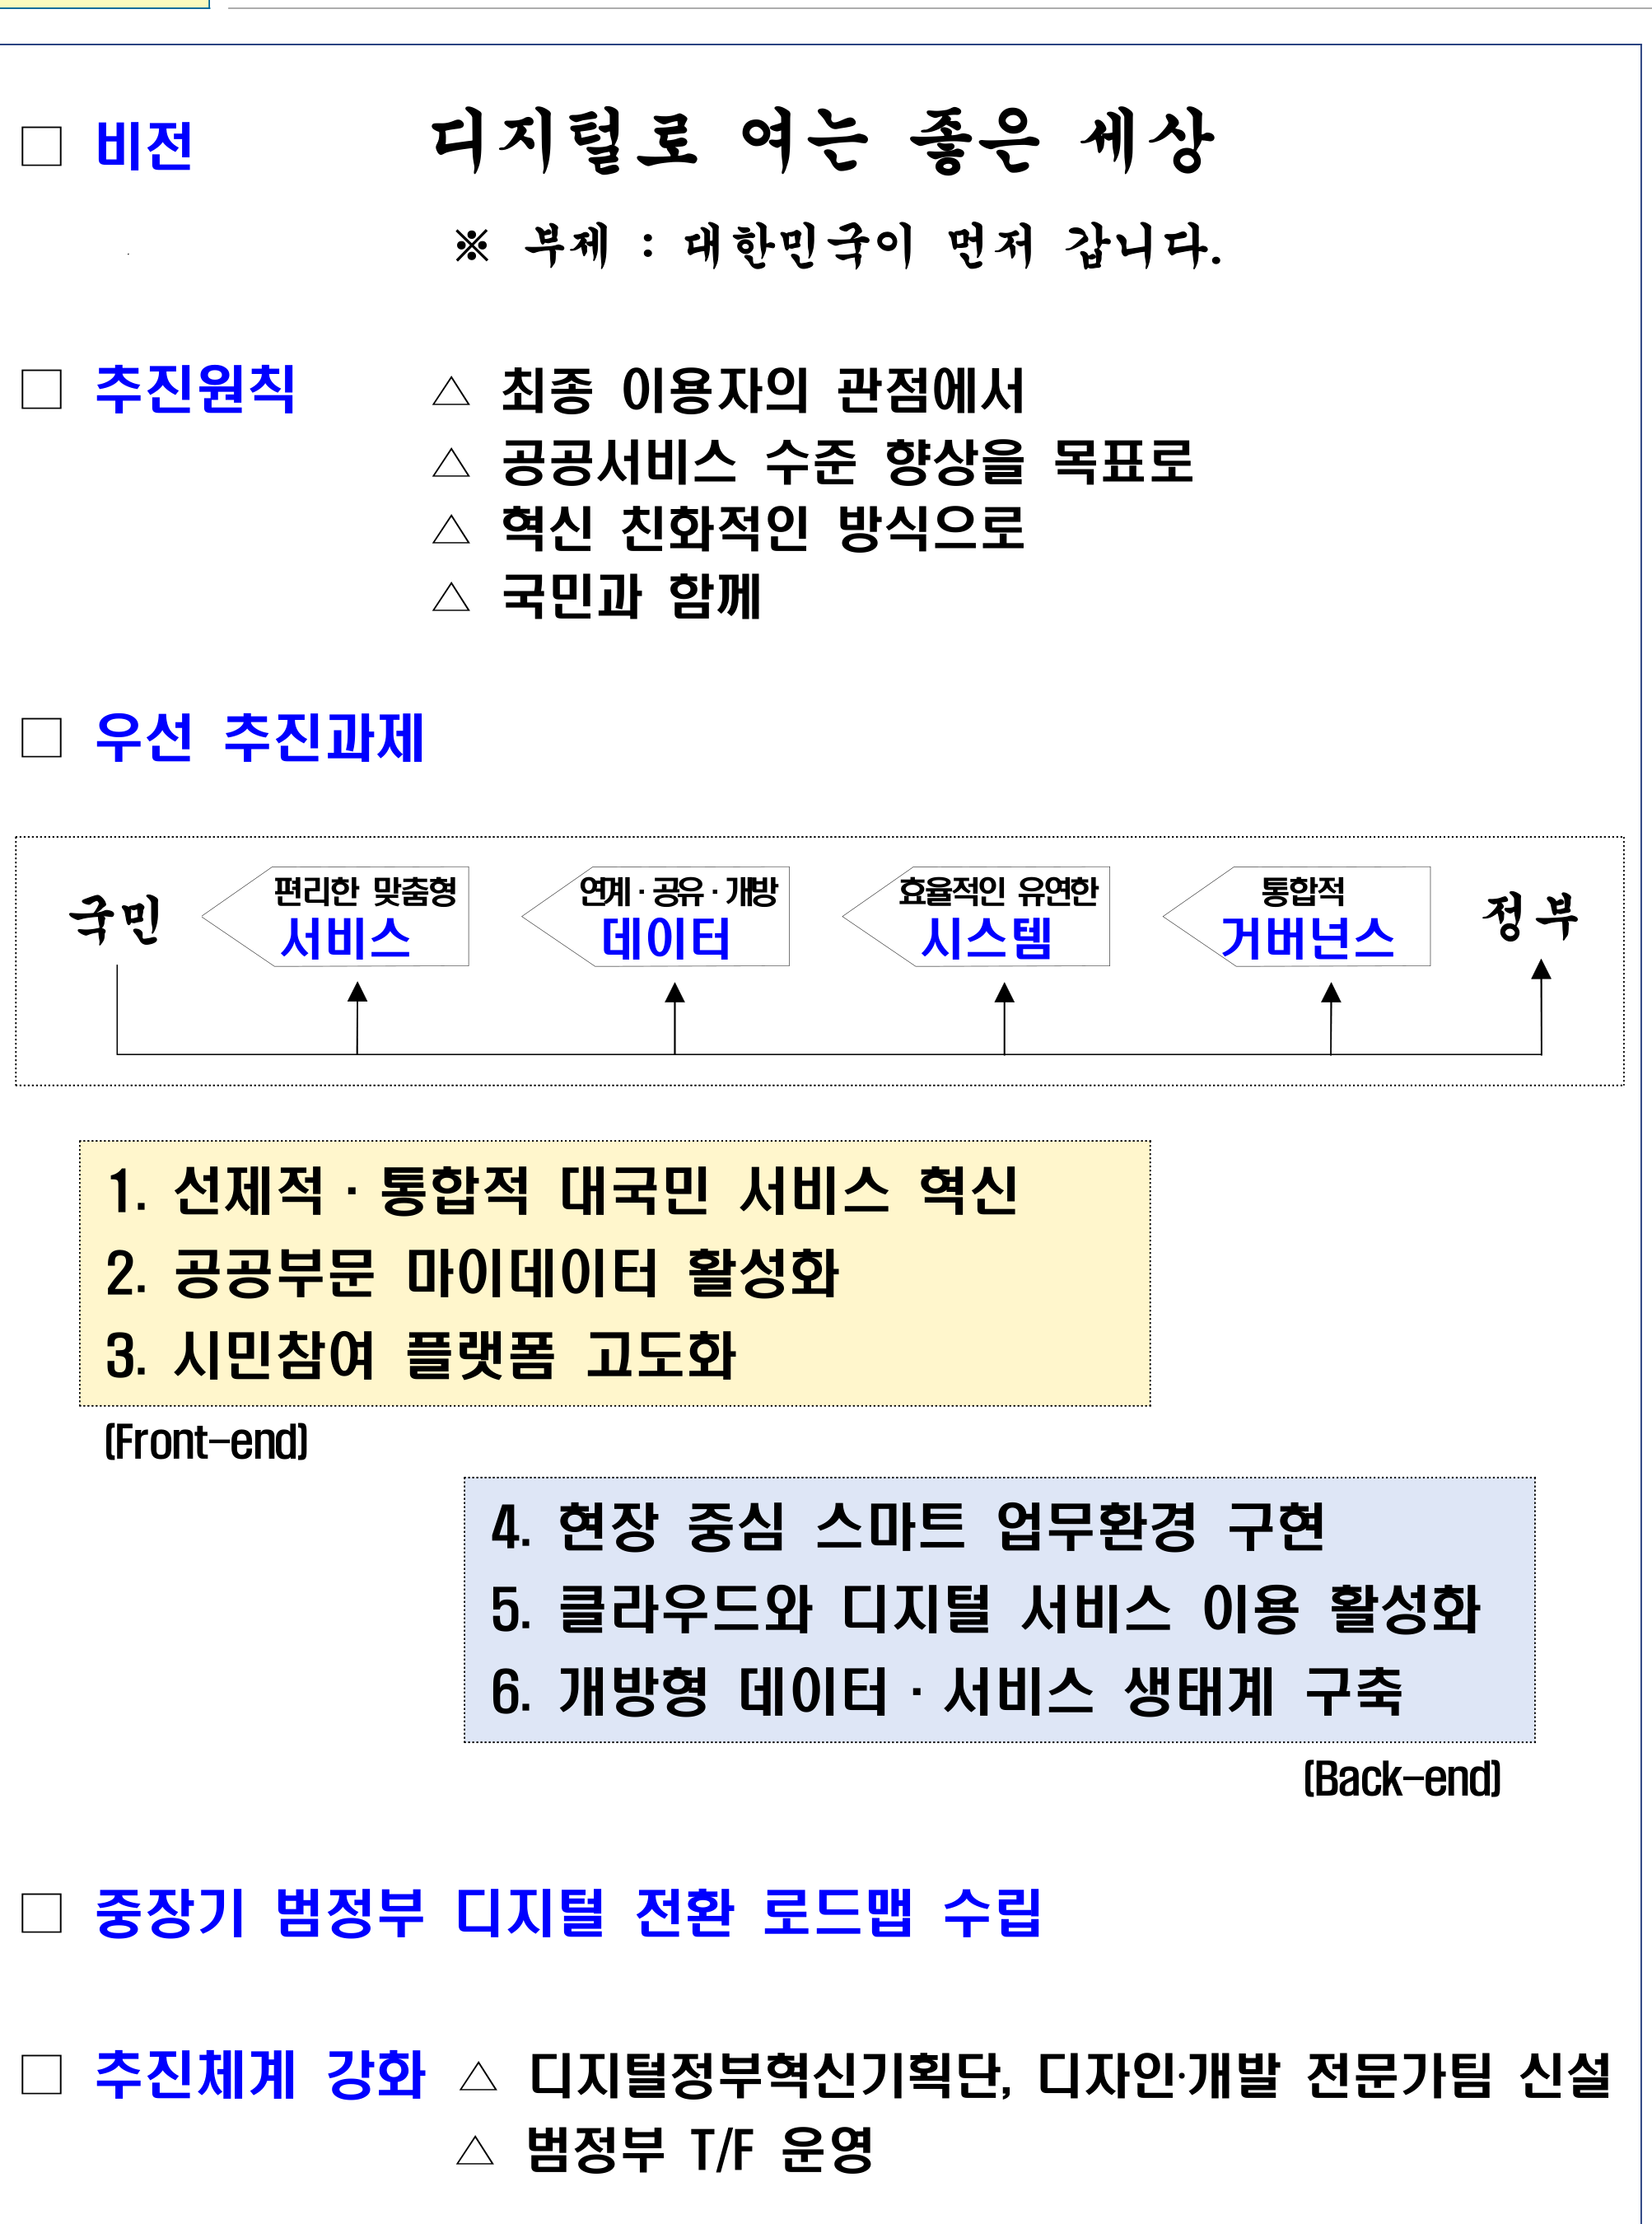 □ 비전 디지털로 여는 좋은 세상
※ 부제 : 대한민국이 먼저 갑니다.
□ 추진원칙 △ 최종 이용자의 관점에서
△ 공공서비스 수준 향상을 목표로
△ 혁신 친화적인 방식으로
△ 국민과 함께
□ 우선 추진과제
국민
편리한 맞춤형
서비스
연계·공유·개방
데이터
효율적인 유연한
시스템
통합적
거버넌스
정부
1. 선제적·통합적 대국민 서비스 혁신
2. 공공부문 마이데이터 활성화
3. 시민참여 플랫폼 고도화
(Front-end)
4. 현장 중심 스마트 업무환경 구현
5. 클라우드와 디지털 서비스 이용 활성화
6. 개방형 데이터·서비스 생태계 구축
(Back-end)
□ 중장기 범정부 디지털 전환 로드맵 수립
□ 추진체계 강화 △ 디지털정부혁신기획단, 디자인·개발 전문가팀 신설
△ 범정부 T/F 운영